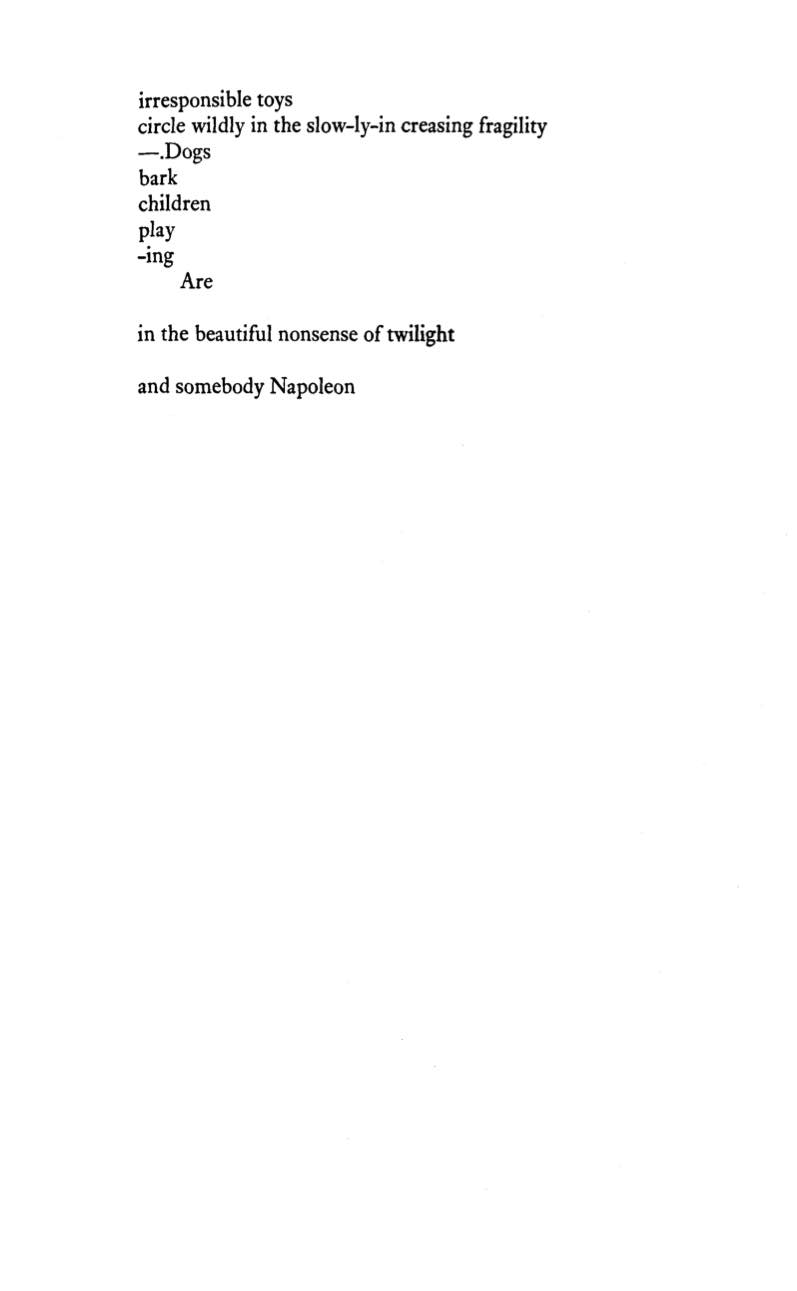 irresponsible toys
circle wildly in the slow-ly-in creasing fragility
—.Dogs
bark
children
play
-ing
Are
in the beautiful nonsense of twilight
and somebody Napoleon